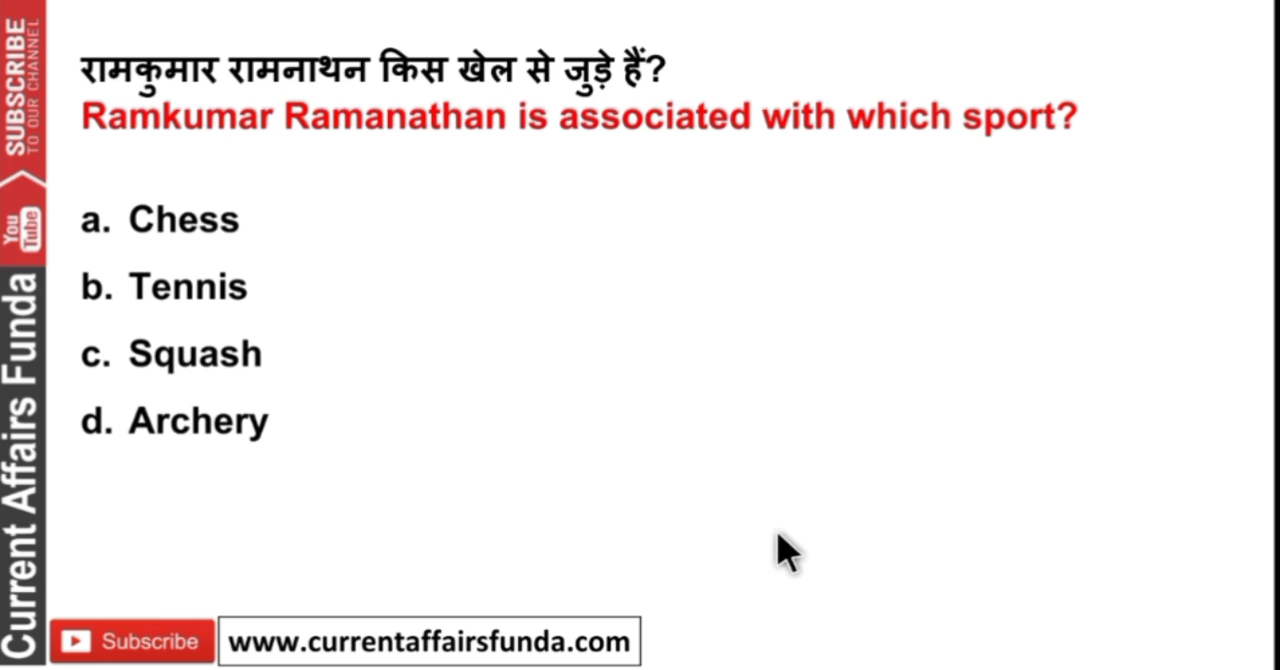 रामकुमार रामनाथन किस खेल से जुड़े हैं?
Ramkumar Ramanathan is associated with which sport?
a. Chess
b. Tennis
c. Squash
d. Archery
SUBSCRIBE
TO OUR CHANNEL
You Tube
Current Affairs Funda
Subscribe
www.currentaffairsfunda.com